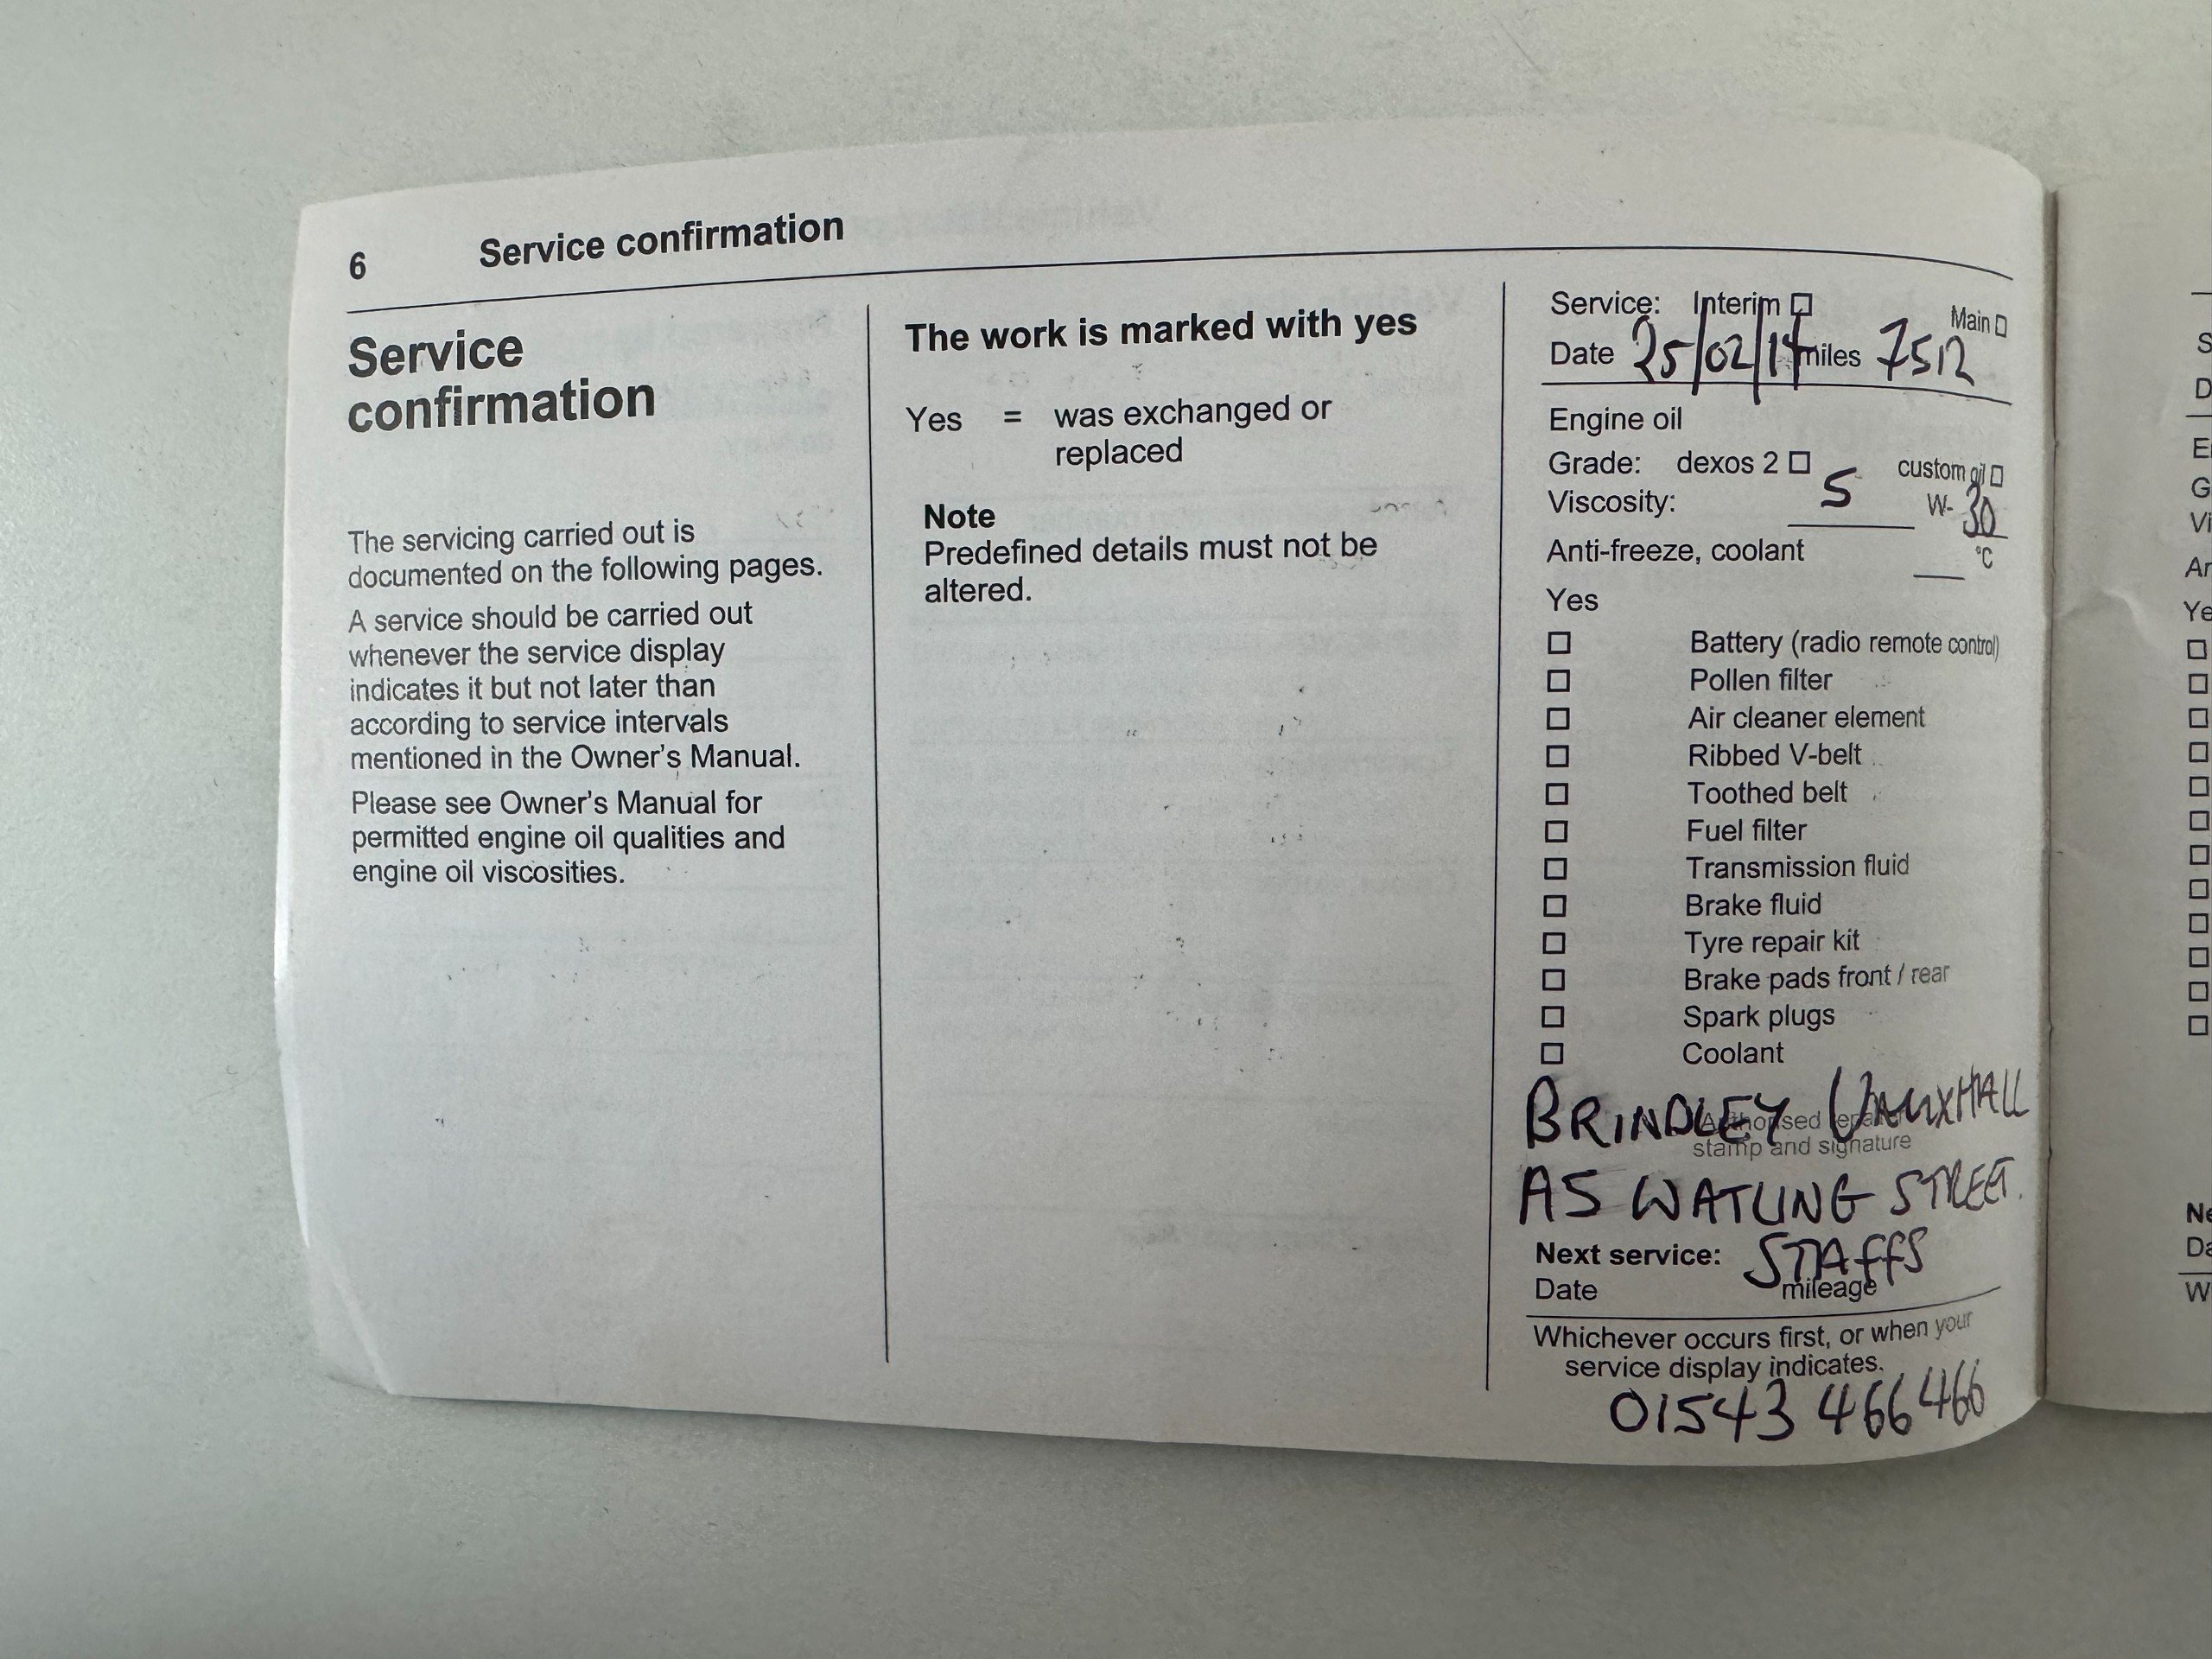 6 Service confirmation
Service
confirmation
The servicing carried out is
documented on the following pages.
A service should be carried out
whenever the service display
indicates it but not later than
according to service intervals
mentioned in the Owner's Manual.
Please see Owner's Manual for
permitted engine oil qualities and
engine oil viscosities.
The work is marked with yes
Yes = was exchanged or
replaced
Note
Predefined details must not be
altered.
Service: Interim □ Main □
Date 25/02/14 miles 7512
Engine oil
Grade: dexos 2 □ custom oil □
Viscosity: 5 W- 30
Anti-freeze, coolant °C
Yes
□ Battery (radio remote control)
□ Pollen filter
□ Air cleaner element
□ Ribbed V-belt
□ Toothed belt
□ Fuel filter
□ Transmission fluid
□ Brake fluid
□ Tyre repair kit
□ Brake pads front / rear
□ Spark plugs
□ Coolant
BRINDLEY VAUXHALL
Authorised repairer
stamp and signature
A5 WATLING STREET.
STAFFS
Next service:
Date mileage
Whichever occurs first, or when your
service display indicates.
01543 466466